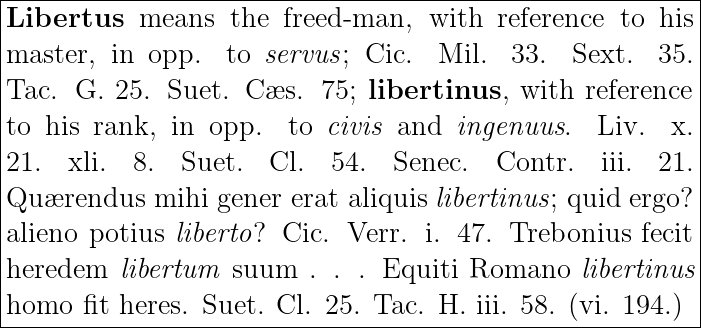 Libertus means the freed-man, with reference to his
master, in opp. to servus; Cic. Mil. 33. Sext. 35.
Tac. G. 25. Suet. Cæs. 75; libertinus, with reference
to his rank, in opp. to civis and ingenuus. Liv. x.
21. xli. 8. Suet. Cl. 54. Senec. Contr. iii. 21.
Quærendus mihi gener erat aliquis libertinus; quid ergo?
alieno potius liberto? Cic. Verr. i. 47. Trebonius fecit
heredem libertum suum . . . Equiti Romano libertinus
homo fit heres. Suet. Cl. 25. Tac. H. iii. 58. (vi. 194.)